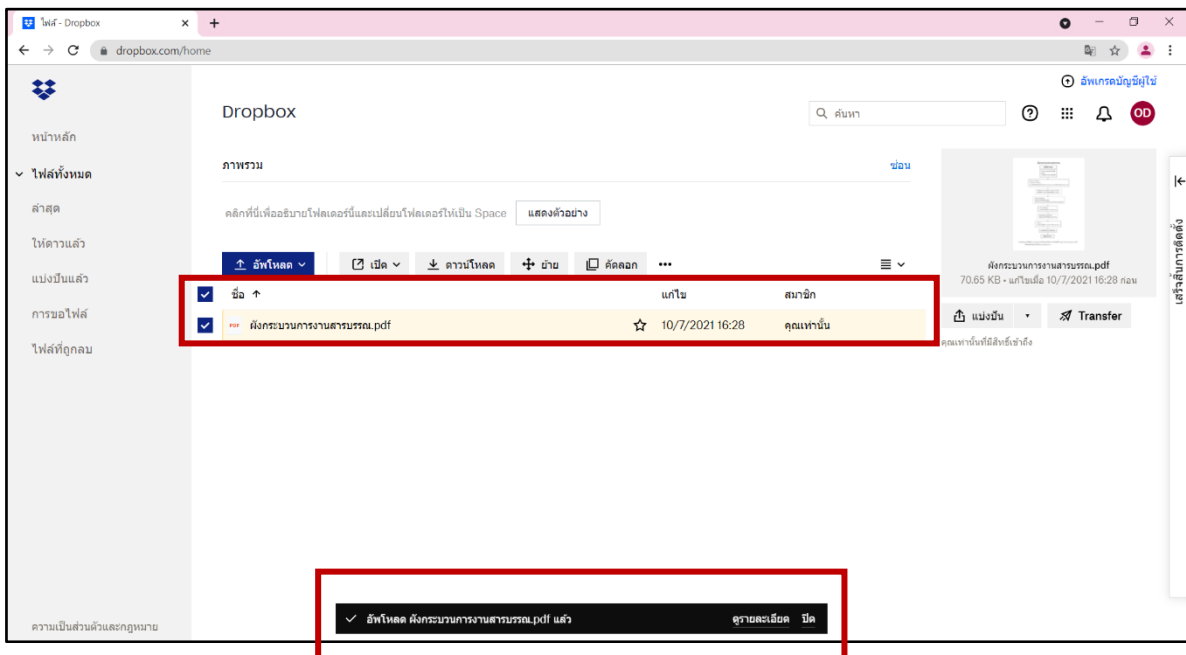 ไฟล์ - Dropbox
dropbox.com/home
อัพเกรดบัญชีผู้ใช้
Dropbox
ค้นหา
OD
หน้าหลัก
ไฟล์ทั้งหมด
ล่าสุด
ให้ดาวแล้ว
แบ่งปันแล้ว
การขอไฟล์
ไฟล์ที่ถูกลบ
ความเป็นส่วนตัวและกฎหมาย
ภาพรวม ซ่อน
คลิกที่นี่เพื่ออธิบายโฟลเดอร์นี้และเปลี่ยนโฟลเดอร์ให้เป็น Space แสดงตัวอย่าง
อัพโหลด เปิด ดาวน์โหลด ย้าย คัดลอก •••
ชื่อ แก้ไข สมาชิก
PDF ผังกระบวนการงานสารบรรณ.pdf 10/7/2021 16:28 คุณเท่านั้น
ผังกระบวนการงานสารบรรณ.pdf
70.65 KB • แก้ไขเมื่อ 10/7/2021 16:28 ก่อน
แบ่งปัน Transfer
คุณเท่านั้นที่มีสิทธิ์เข้าถึง
เสร็จสิ้นการติดตั้ง
อัพโหลด ผังกระบวนการงานสารบรรณ.pdf แล้ว ดูรายละเอียด ปิด